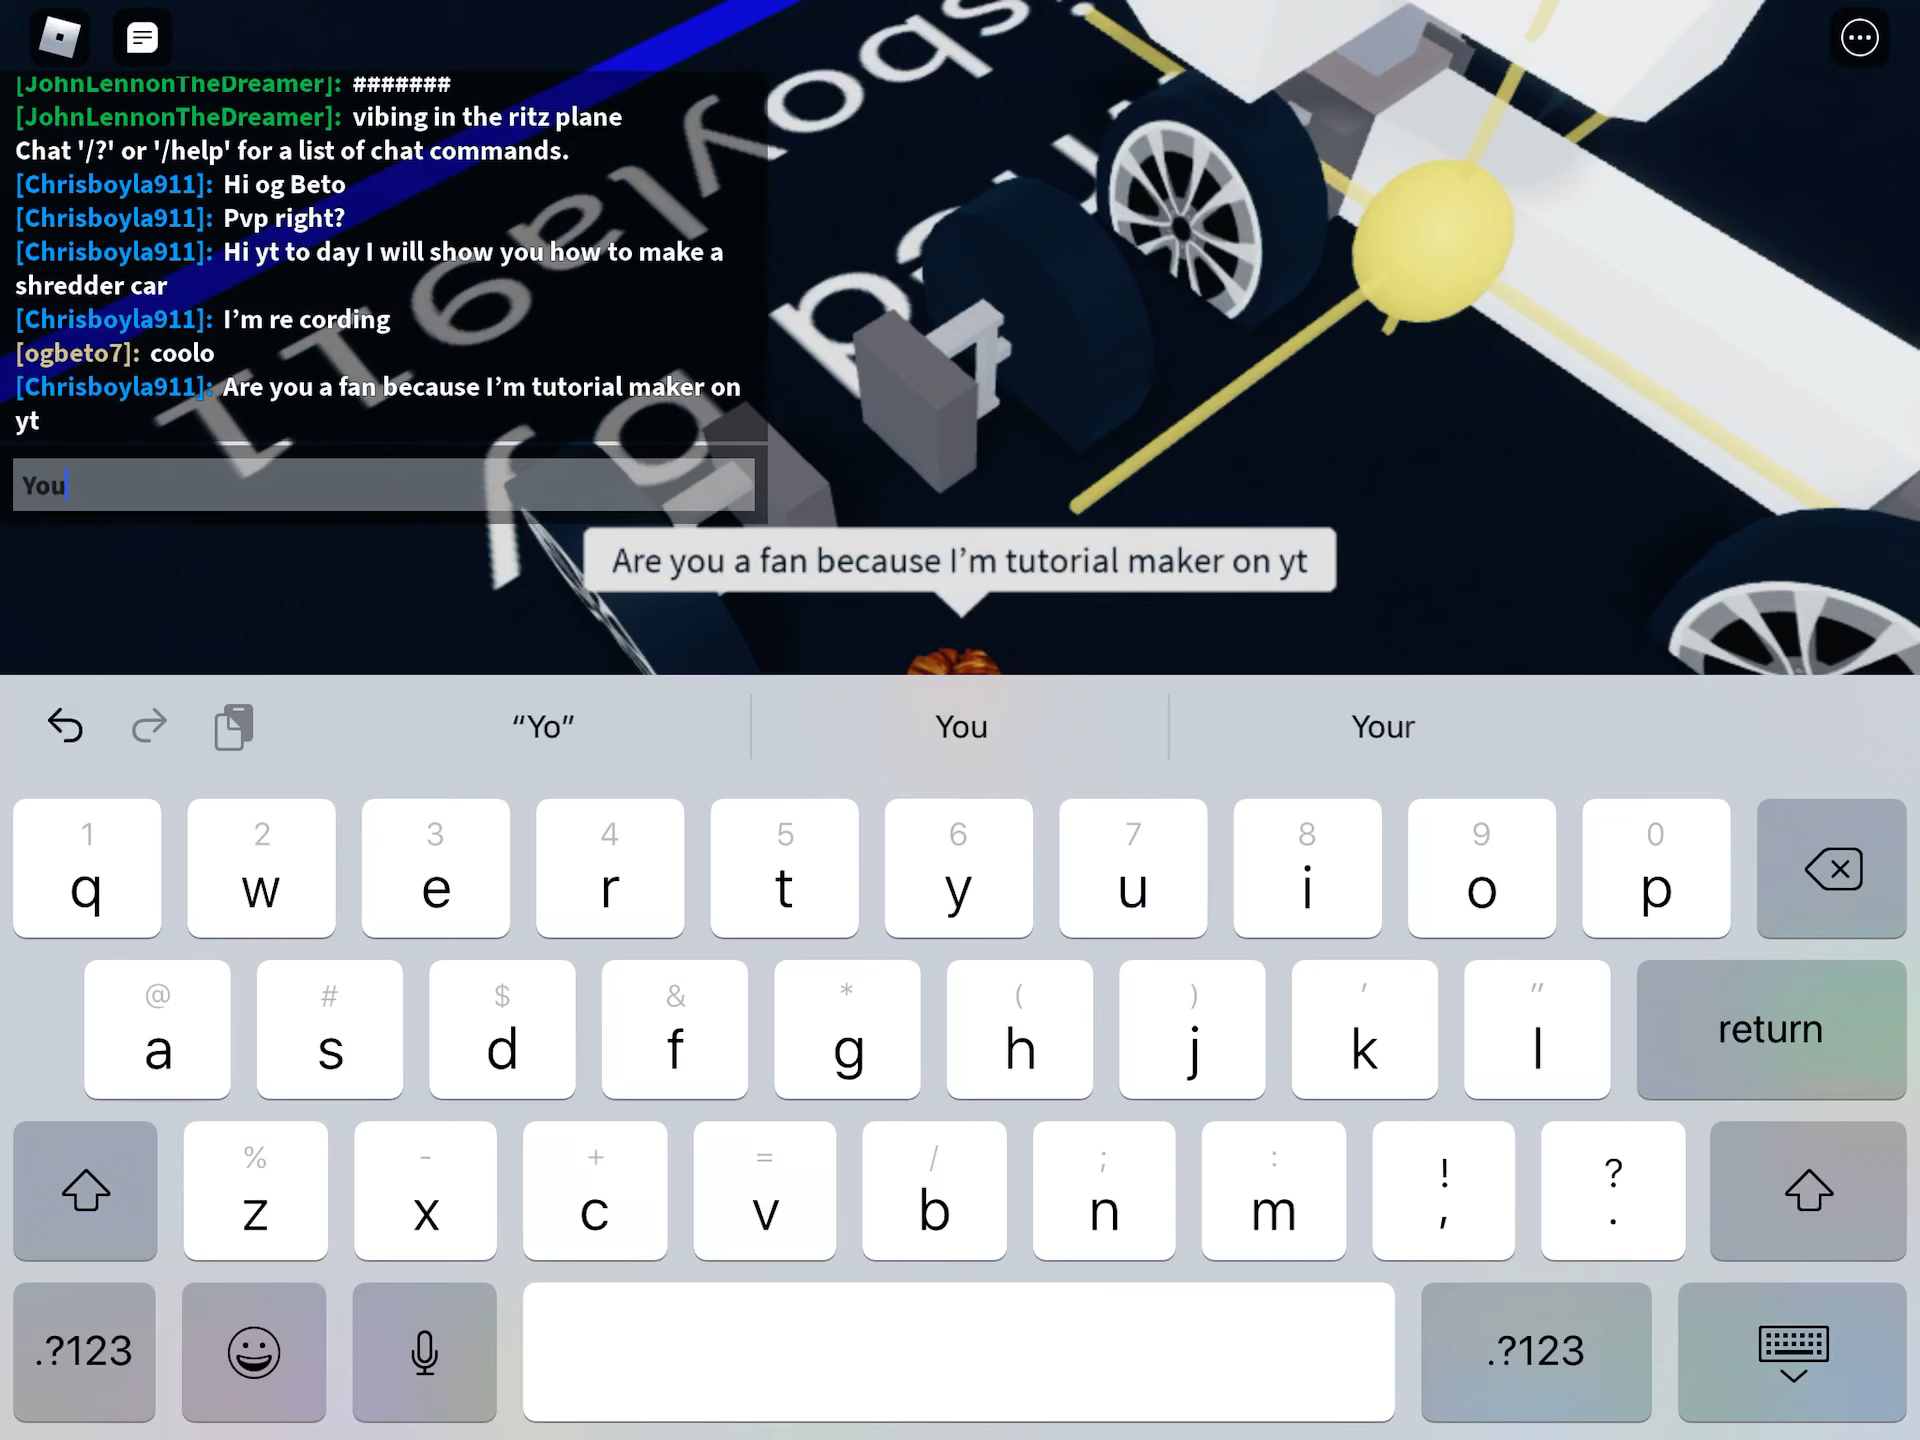 [JohnLennonTheDreamer]: #######
[JohnLennonTheDreamer]: vibing in the ritz plane
Chat '/?' or '/help' for a list of chat commands.
[Chrisboyla911]: Hi og Beto
[Chrisboyla911]: Pvp right?
[Chrisboyla911]: Hi yt to day I will show you how to make a
shredder car
[Chrisboyla911]: I’m re cording
[ogbeto7]: coolo
[Chrisboyla911]: Are you a fan because I’m tutorial maker on
yt
You
Are you a fan because I’m tutorial maker on yt
“Yo” You Your
1 2 3 4 5 6 7 8 9 0
q w e r t y u i o p
@ # $ & * ( ) ' "
a s d f g h j k l return
% - + = / ; : ! ?
z x c v b n m , .
.?123 .?123